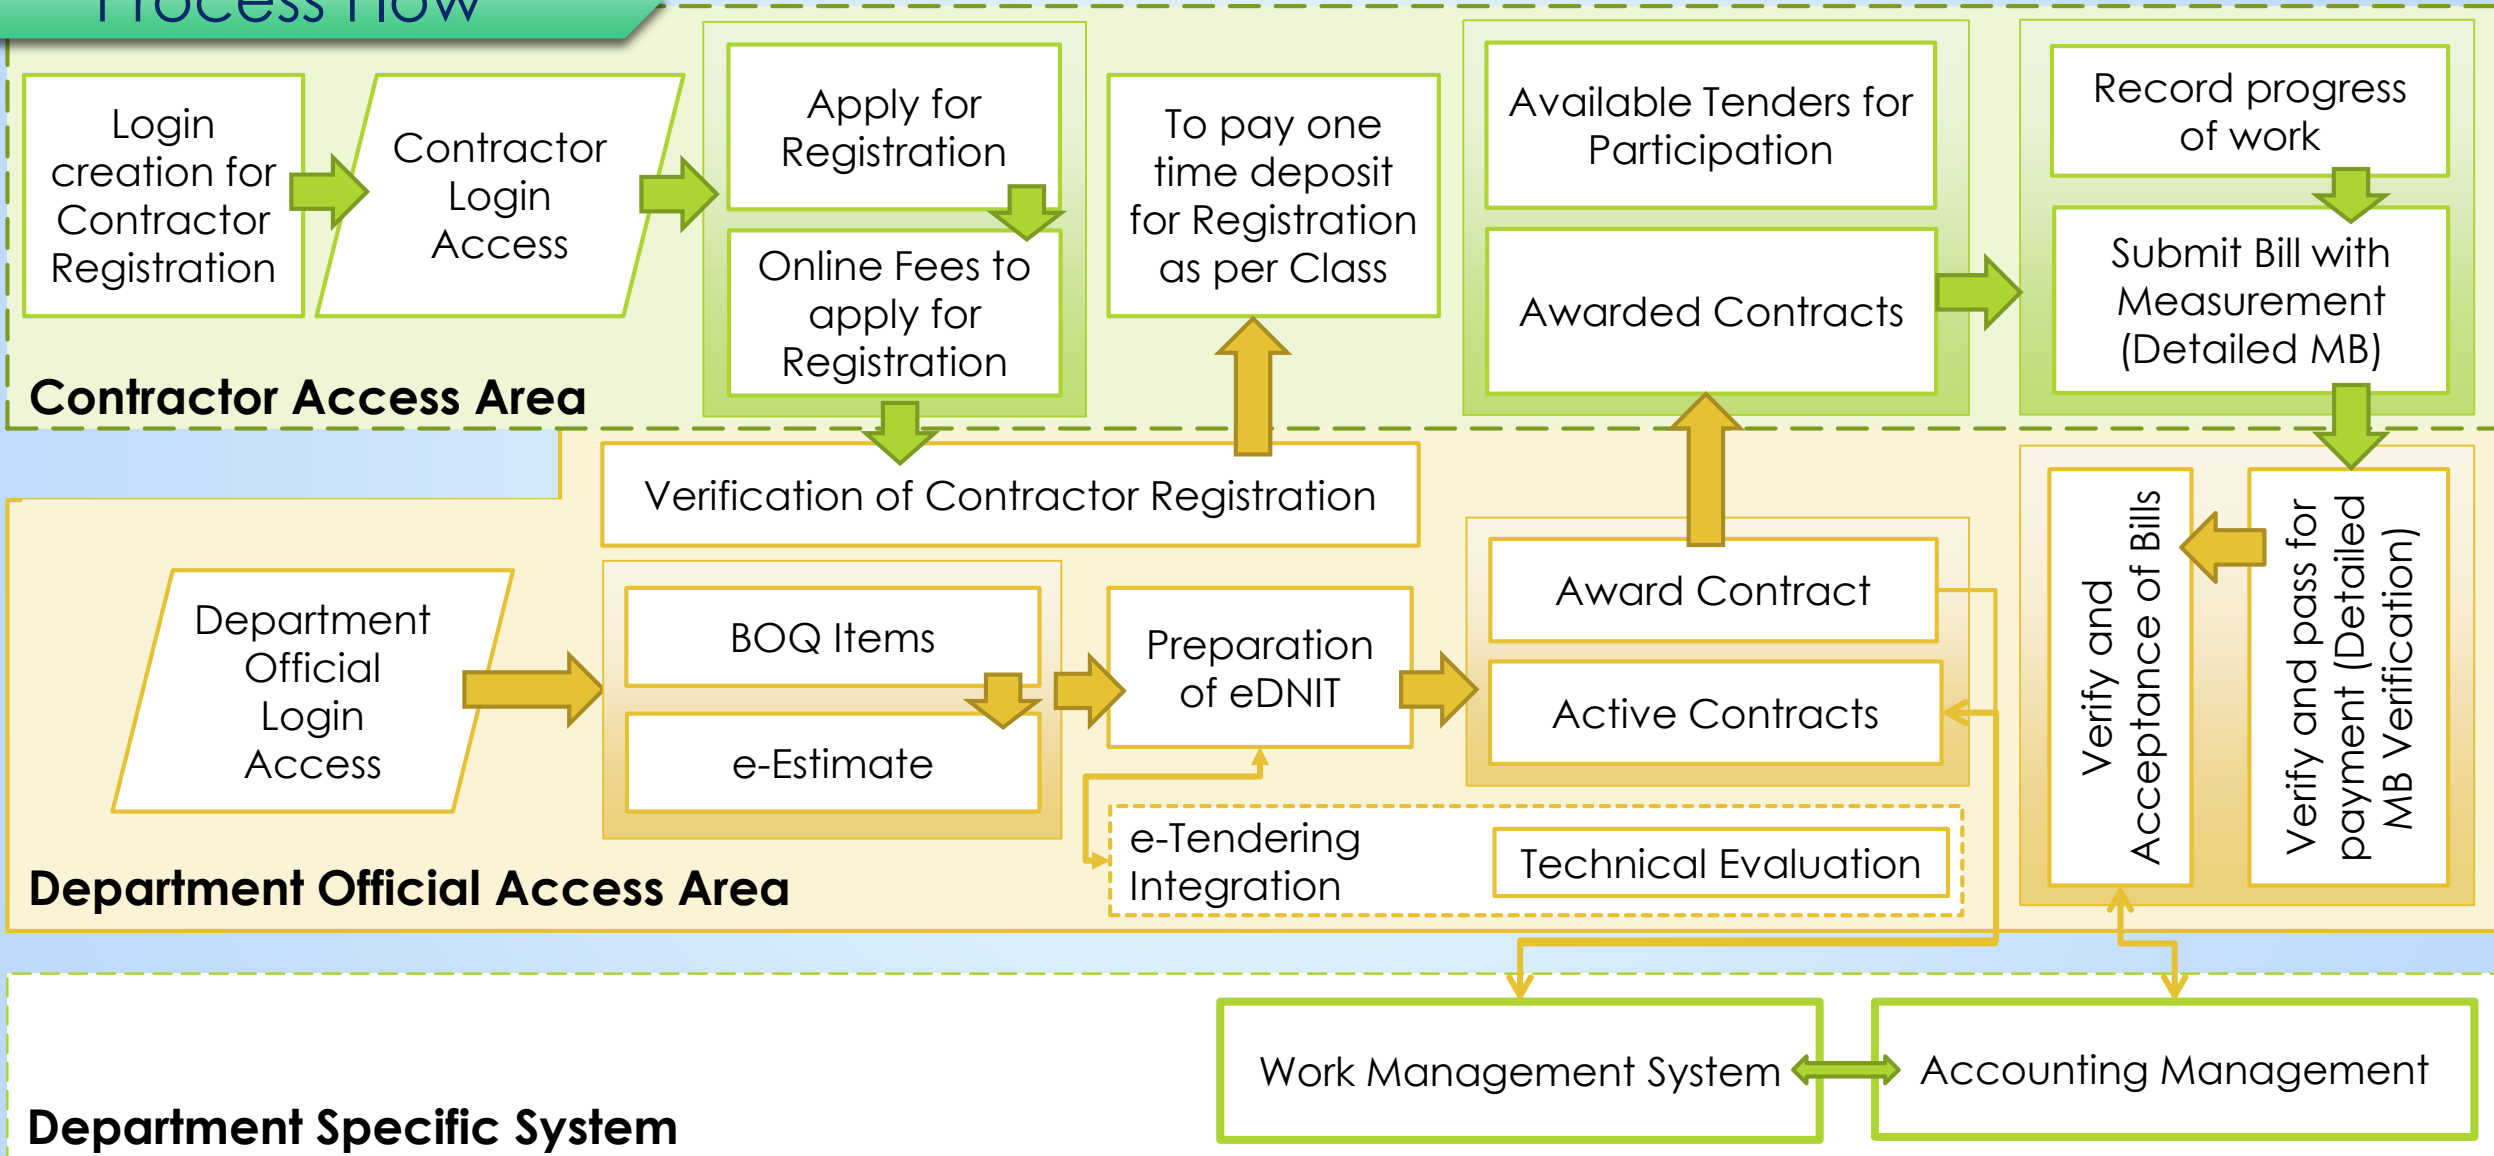 Process Flow
Login
creation for
Contractor
Registration
Contractor
Login
Access
Apply for
Registration
Online Fees to
apply for
Registration
To pay one
time deposit
for Registration
as per Class
Available Tenders for
Participation
Awarded Contracts
Record progress
of work
Submit Bill with
Measurement
(Detailed MB)
Contractor Access Area
Verification of Contractor Registration
Department
Official
Login
Access
BOQ Items
e-Estimate
Preparation
of eDNIT
Award Contract
Active Contracts
Verify and
Acceptance of Bills
Verify and pass for
payment (Detailed
MB Verification)
e-Tendering
Integration
Technical Evaluation
Department Official Access Area
Work Management System
Accounting Management
Department Specific System